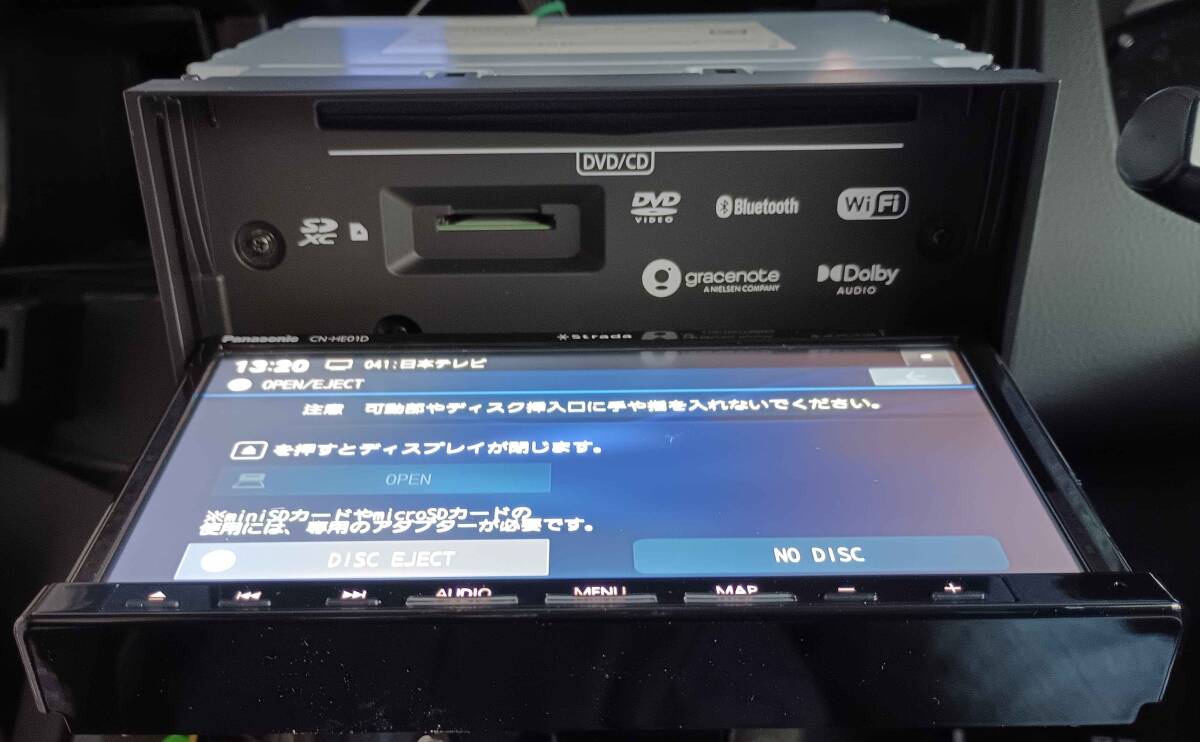 DVD/CD
SD XC
DVD VIDEO
Bluetooth
Wi Fi
gracenote
A NIELSEN COMPANY
Dolby
AUDIO
Panasonic CN-HE01D
Strada
13:20 041:日本テレビ
OPEN/EJECT
注意 可動部やディスク挿入口に手や指を入れないでください。
を押すとディスプレイが閉じます。
OPEN
※miniSDカードやmicroSDカードの
使用には、専用のアダプターが必要です。
DISC EJECT
NO DISC
AUDIO MENU MAP − +